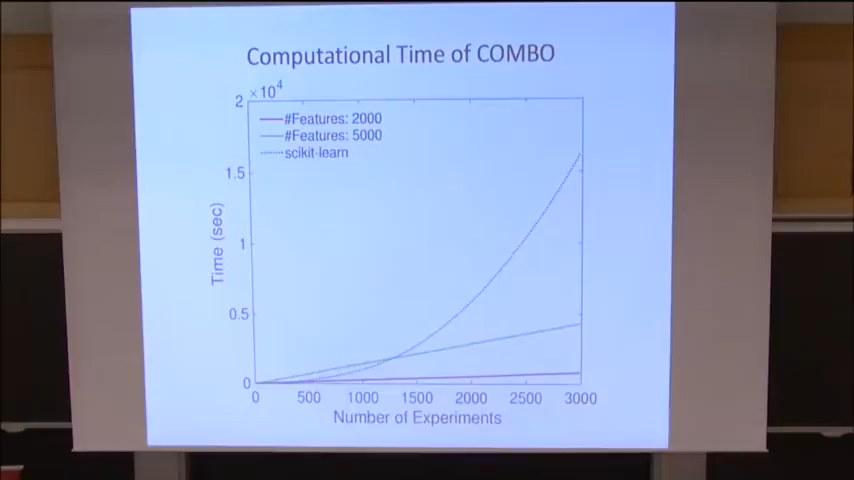 Computational Time of COMBO
×10⁴
2
#Features: 2000
#Features: 5000
scikit-learn
1.5
1
0.5
0
Time (sec)
0 500 1000 1500 2000 2500 3000
Number of Experiments